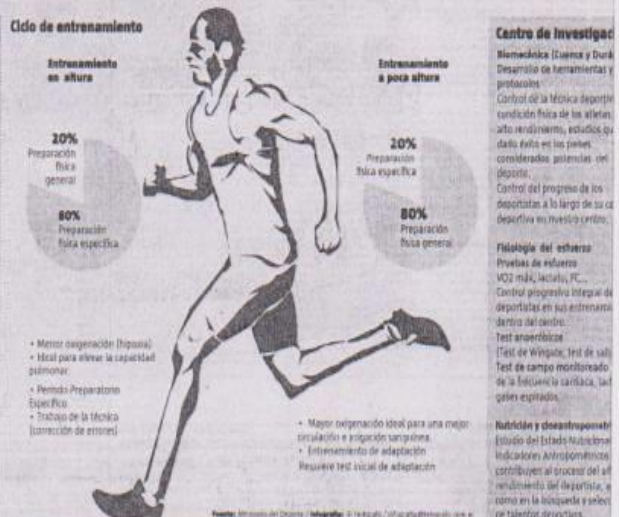 Ciclo de entrenamiento
Entrenamiento
en altura
20%
Preparación
física
general
80%
Preparación
física específica
• Menor oxigenación (hipoxia)
• Ideal para elevar la capacidad
pulmonar.
• Periodo Preparatorio
Específico
• Trabajo de la técnica
(corrección de errores)
Entrenamiento
a poca altura
20%
Preparación
física específica
80%
Preparación
física general
• Mayor oxigenación ideal para una mejor
circulación e irrigación sanguínea.
• Entrenamiento de adaptación
Requiere test inicial de adaptación
Fuente: Ministerio del Deporte /
Centro de Investigac
Biomecánica (Cuenca y Durá
Desarrollo de herramientas y
protocolos
Control de la técnica deportiv
condición física de los atletas
alto rendimiento, estudios qu
dado éxito en los países
considerados potencias del
deporte.
Control del progreso de los
deportistas a lo largo de su ca
deportiva en nuestro centro.
Fisiología del esfuerzo
Pruebas de esfuerzo
VO2 máx, lactato, FC...
Control progresivo integral de
deportistas en sus entrenami
dentro del centro.
Test anaeróbicos
(Test de Wingate, test de salt
Test de campo monitoreado
de la frecuencia cardíaca, lact
gases espirados.
Nutrición y
Estudio del Estado Nutriciona
Indicadores Antropométricos
contribuyen al proceso del alt
rendimiento del deportista, a
como en la búsqueda y selecc
de talentos deportivos